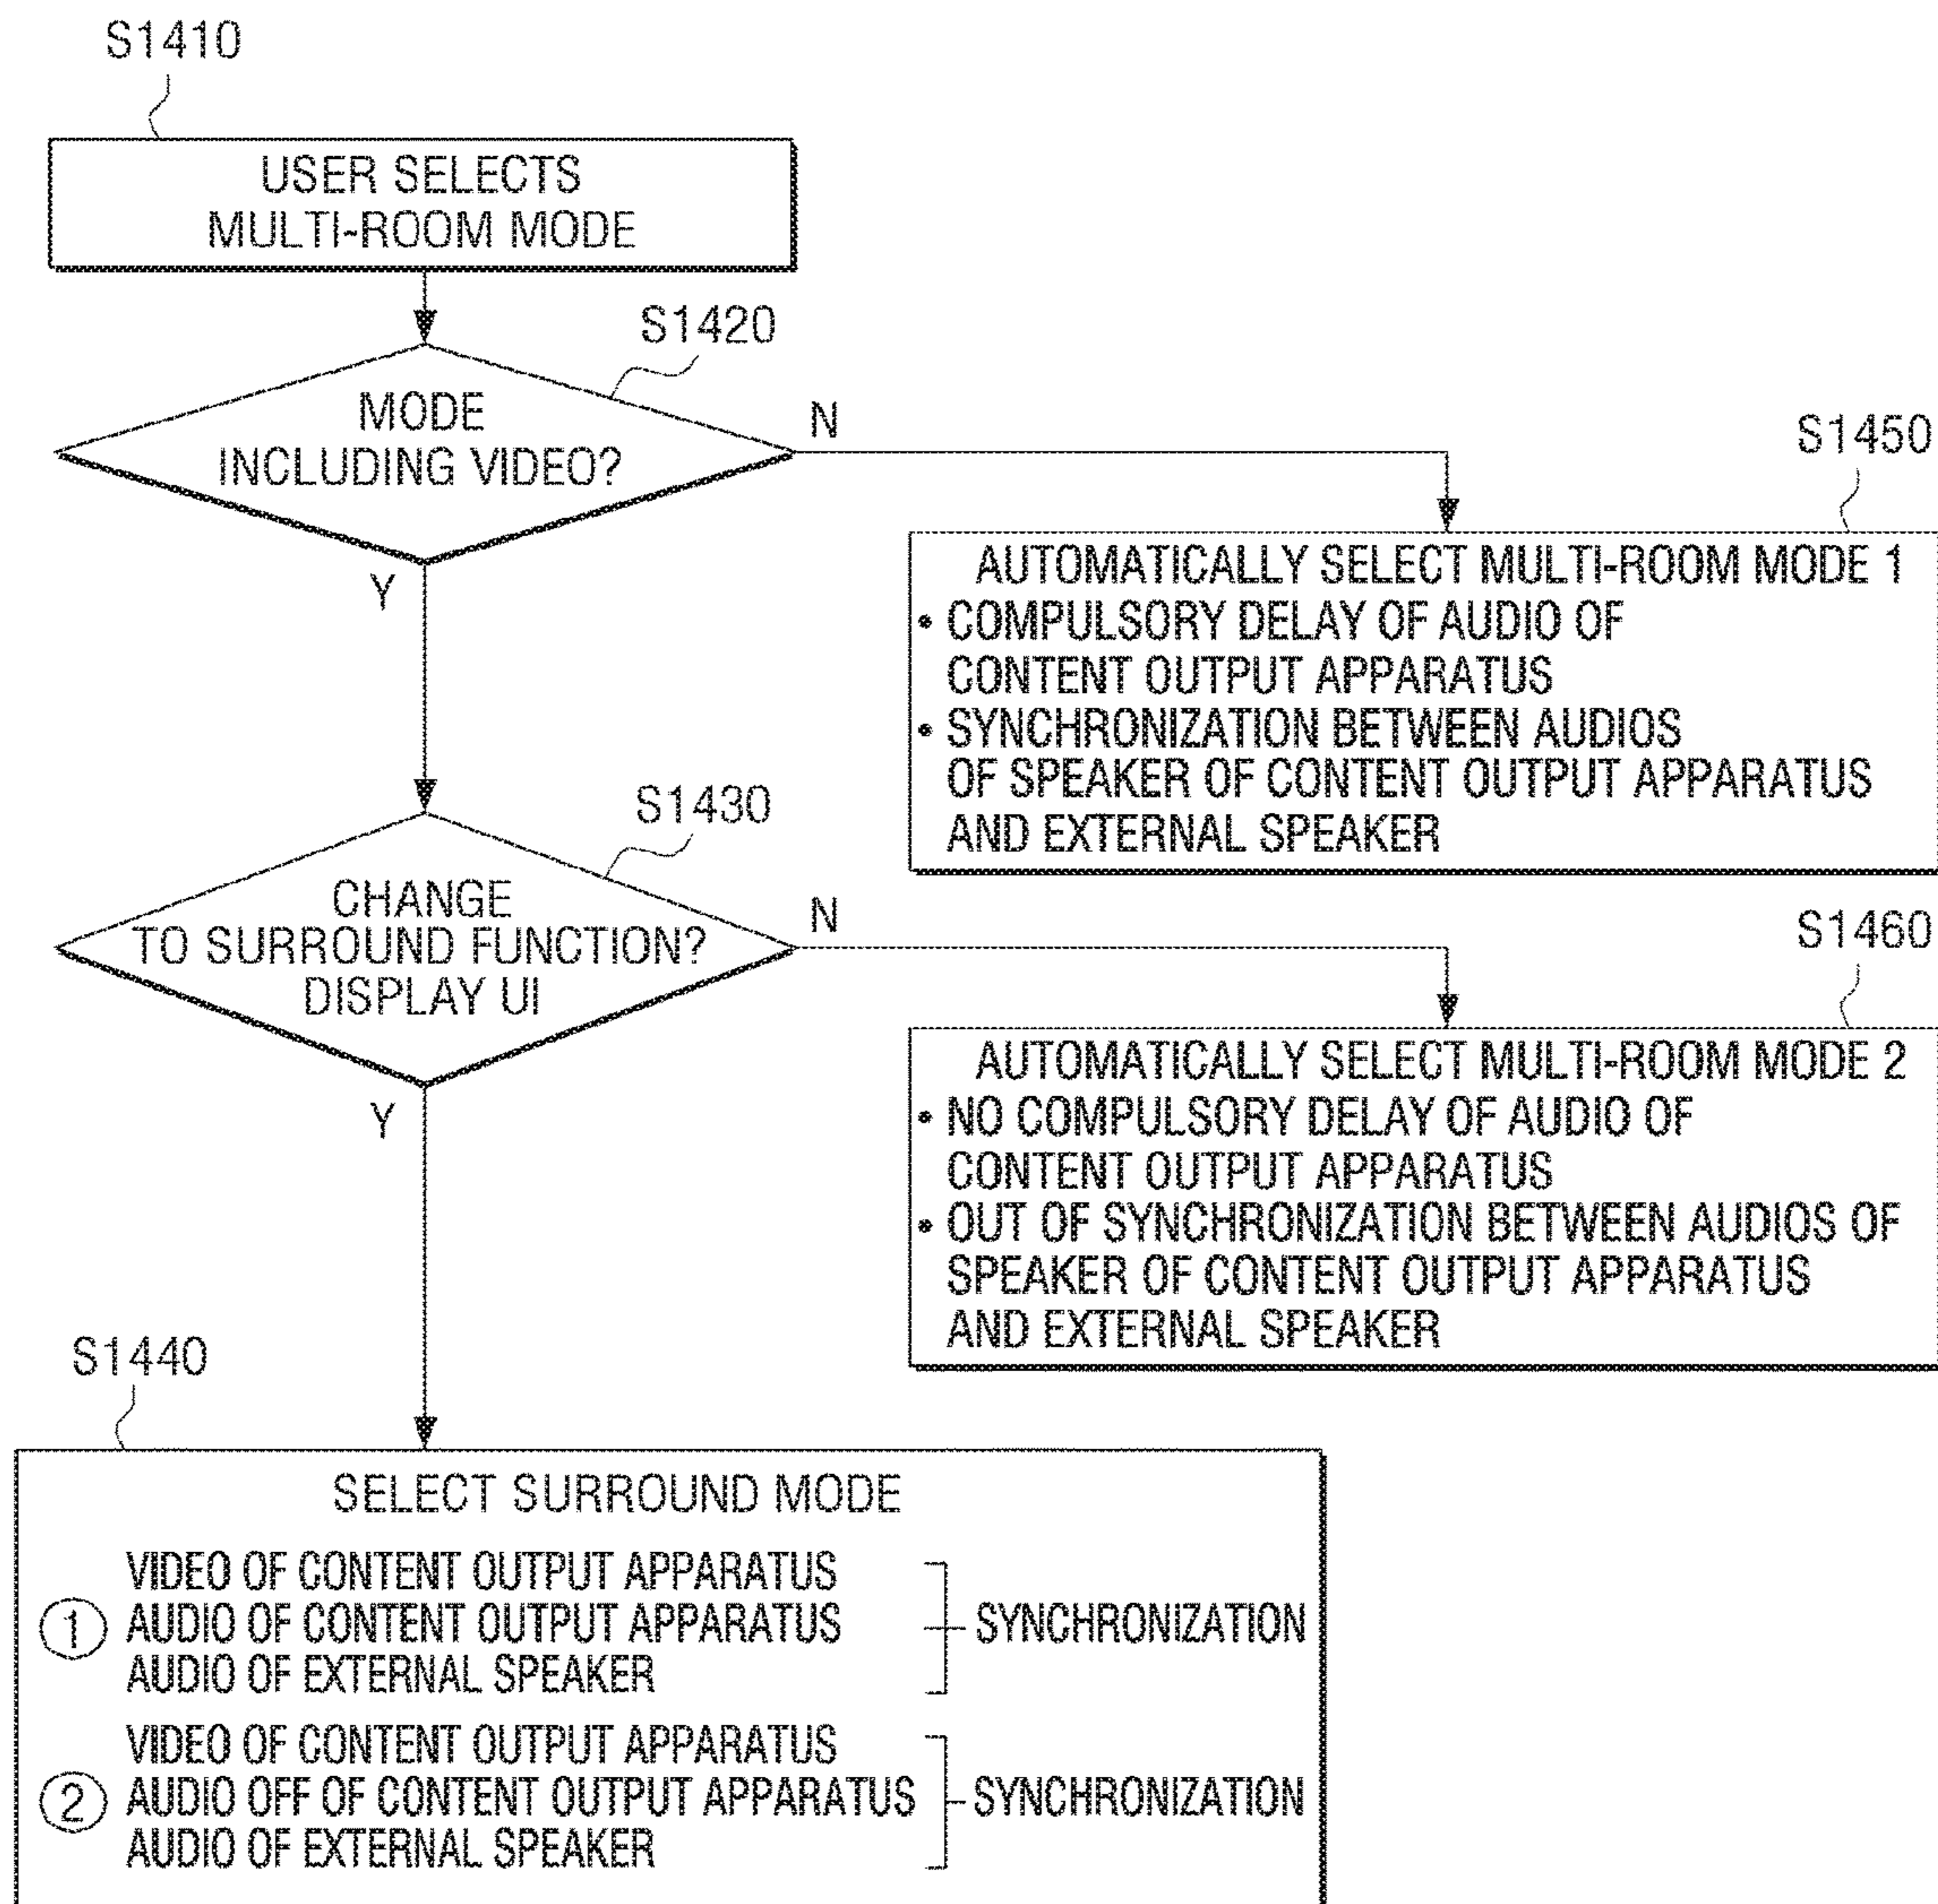 S1410
USER SELECTS
MULTI-ROOM MODE
S1420
MODE
INCLUDING VIDEO?
N
Y
S1450
AUTOMATICALLY SELECT MULTI-ROOM MODE 1
• COMPULSORY DELAY OF AUDIO OF
CONTENT OUTPUT APPARATUS
• SYNCHRONIZATION BETWEEN AUDIOS
OF SPEAKER OF CONTENT OUTPUT APPARATUS
AND EXTERNAL SPEAKER
S1430
CHANGE
TO SURROUND FUNCTION?
DISPLAY UI
N
Y
S1460
AUTOMATICALLY SELECT MULTI-ROOM MODE 2
• NO COMPULSORY DELAY OF AUDIO OF
CONTENT OUTPUT APPARATUS
• OUT OF SYNCHRONIZATION BETWEEN AUDIOS OF
SPEAKER OF CONTENT OUTPUT APPARATUS
AND EXTERNAL SPEAKER
S1440
SELECT SURROUND MODE
VIDEO OF CONTENT OUTPUT APPARATUS
① AUDIO OF CONTENT OUTPUT APPARATUS SYNCHRONIZATION
AUDIO OF EXTERNAL SPEAKER
VIDEO OF CONTENT OUTPUT APPARATUS
② AUDIO OFF OF CONTENT OUTPUT APPARATUS SYNCHRONIZATION
AUDIO OF EXTERNAL SPEAKER